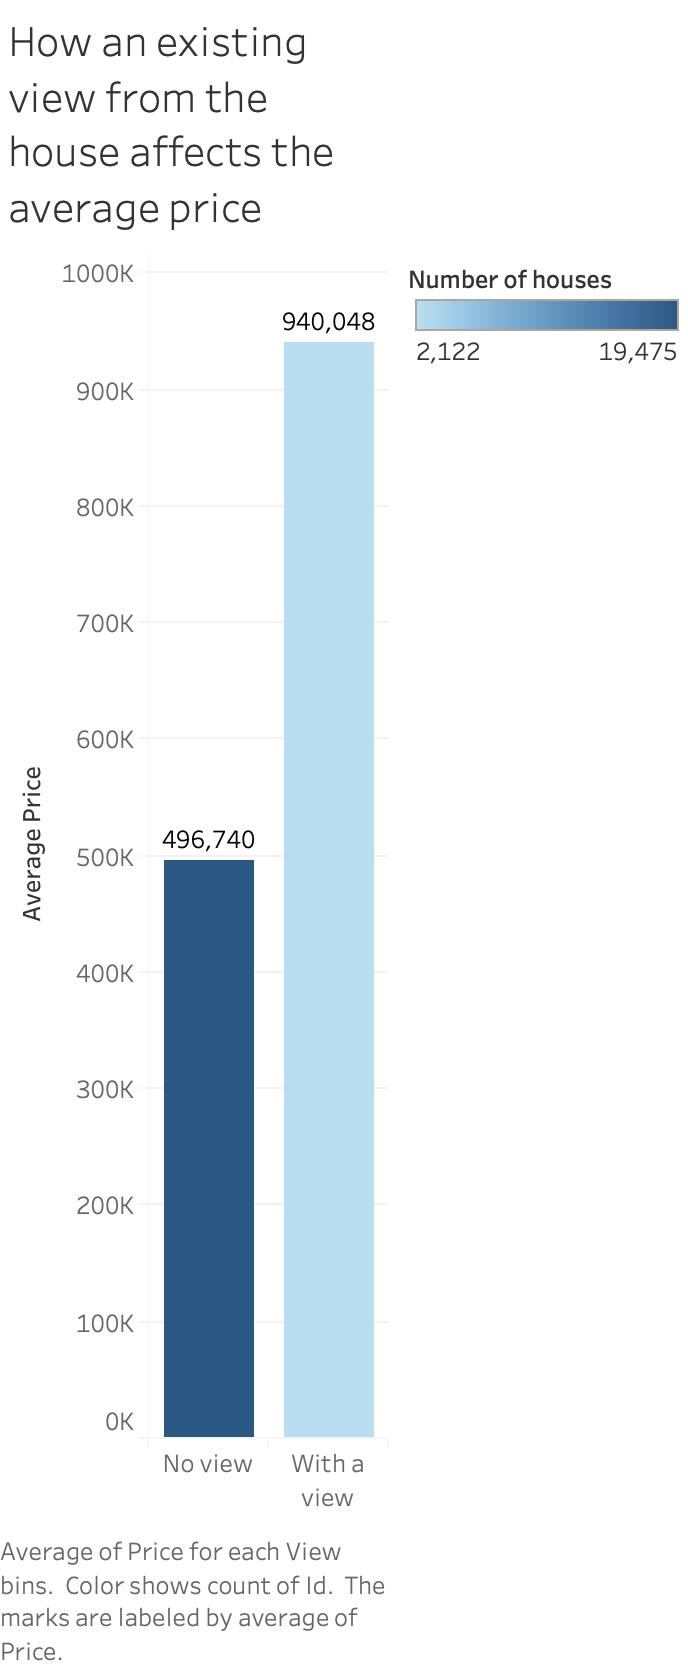 How an existing
view from the
house affects the
average price
Number of houses
2,122 19,475
1000K
900K
800K
700K
600K
500K
400K
300K
200K
100K
0K
Average Price
940,048
496,740
No view
With a
view
Average of Price for each View
bins. Color shows count of Id. The
marks are labeled by average of
Price.